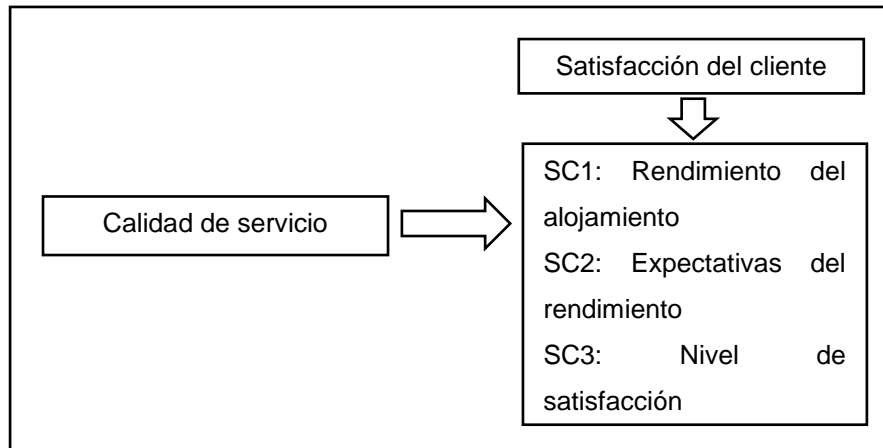 Satisfacción del cliente
Calidad de servicio
SC1: Rendimiento del
alojamiento
SC2: Expectativas del
rendimiento
SC3: Nivel de
satisfacción